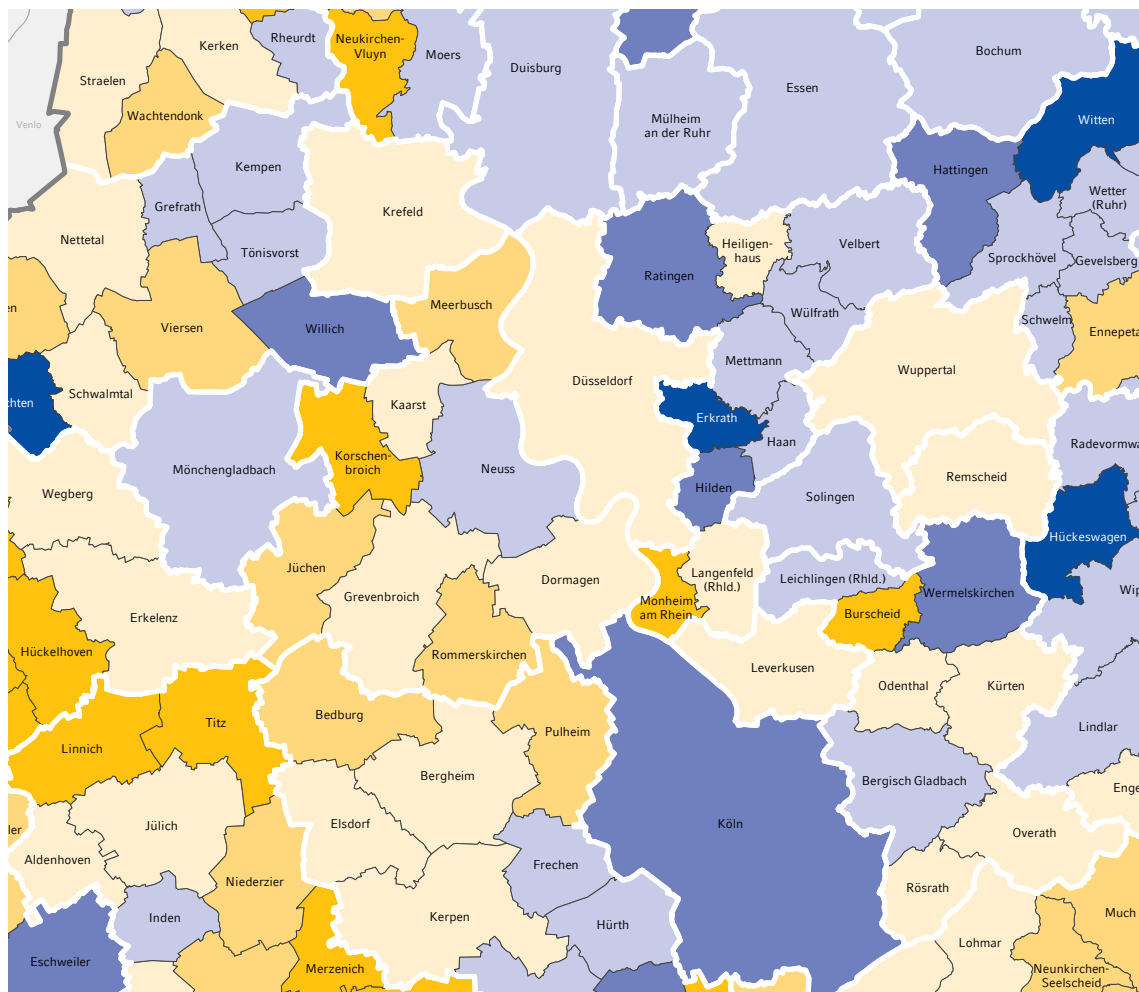 Kerken
Rheurdt
Neukirchen-
Vluyn
Moers
Duisburg
Bochum
Straelen
Essen
Wachtendonk
Mülheim
an der Ruhr
Witten
Venlo
Kempen
Hattingen
Wetter
(Ruhr)
Grefrath
Krefeld
Nettetal
Tönisvorst
Heiligen-
haus
Velbert
Sprockhövel
Gevelsberg
Ratingen
en
Meerbusch
Viersen
Willich
Wülfrath
Schwelm
Ennepeta
Mettmann
Wuppertal
Düsseldorf
Schwalmtal
chten
Kaarst
Erkrath
Haan
Radevormwa
Korschen-
broich
Mönchengladbach
Neuss
Remscheid
Wegberg
Hilden
Solingen
Hückeswagen
Jüchen
Dormagen
Langenfeld
(Rhld.)
Leichlingen (Rhld.)
Wermelskirchen
Wip
Grevenbroich
Monheim
am Rhein
Burscheid
Erkelenz
Hückelhoven
Rommerskirchen
Leverkusen
Odenthal
Kürten
Titz
Bedburg
Pulheim
Lindlar
Linnich
Bergheim
Bergisch Gladbach
Enge
Jülich
Elsdorf
Köln
Overath
ler
Aldenhoven
Frechen
Niederzier
Rösrath
Inden
Kerpen
Hürth
Much
Lohmar
Eschweiler
Merzenich
Neunkirchen-
Seelscheid